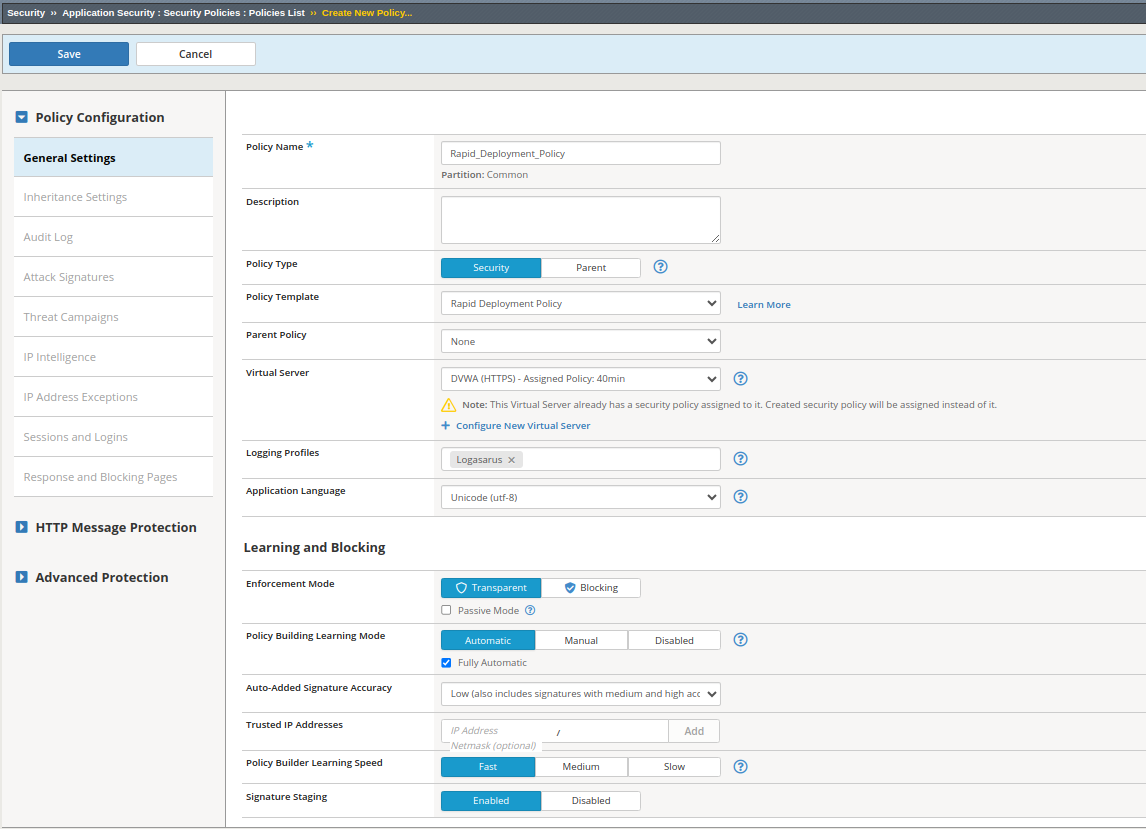 Security ›› Application Security : Security Policies : Policies List ›› Create New Policy...
Save
Cancel
Policy Configuration
General Settings
Inheritance Settings
Audit Log
Attack Signatures
Threat Campaigns
IP Intelligence
IP Address Exceptions
Sessions and Logins
Response and Blocking Pages
HTTP Message Protection
Advanced Protection
Policy Name *
Rapid_Deployment_Policy
Partition: Common
Description
Policy Type
Security
Parent
Policy Template
Rapid Deployment Policy
Learn More
Parent Policy
None
Virtual Server
DVWA (HTTPS) - Assigned Policy: 40min
Note: This Virtual Server already has a security policy assigned to it. Created security policy will be assigned instead of it.
+ Configure New Virtual Server
Logging Profiles
Logasarus ×
Application Language
Unicode (utf-8)
Learning and Blocking
Enforcement Mode
Transparent
Blocking
Passive Mode
Policy Building Learning Mode
Automatic
Manual
Disabled
Fully Automatic
Auto-Added Signature Accuracy
Low (also includes signatures with medium and high acc
Trusted IP Addresses
IP Address
/
Netmask (optional)
Add
Policy Builder Learning Speed
Fast
Medium
Slow
Signature Staging
Enabled
Disabled